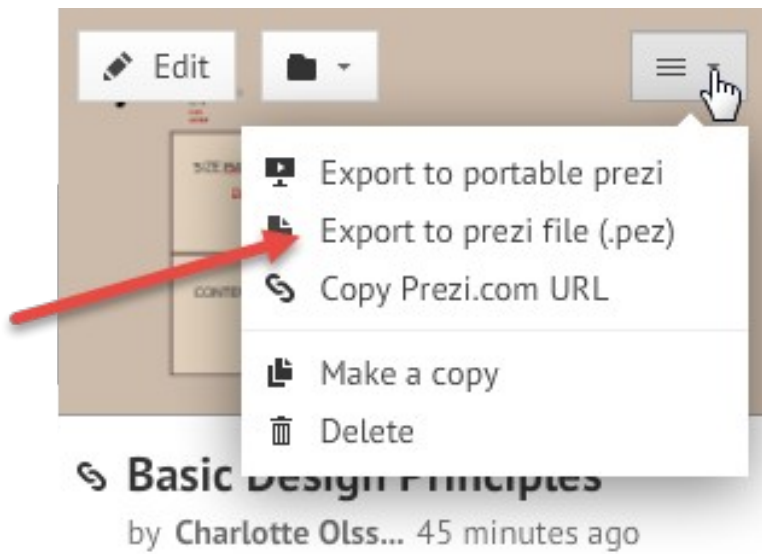 Edit
Export to portable prezi
Export to prezi file (.pez)
Copy Prezi.com URL
Make a copy
Delete
Basic Design Principles
by Charlotte Olss... 45 minutes ago